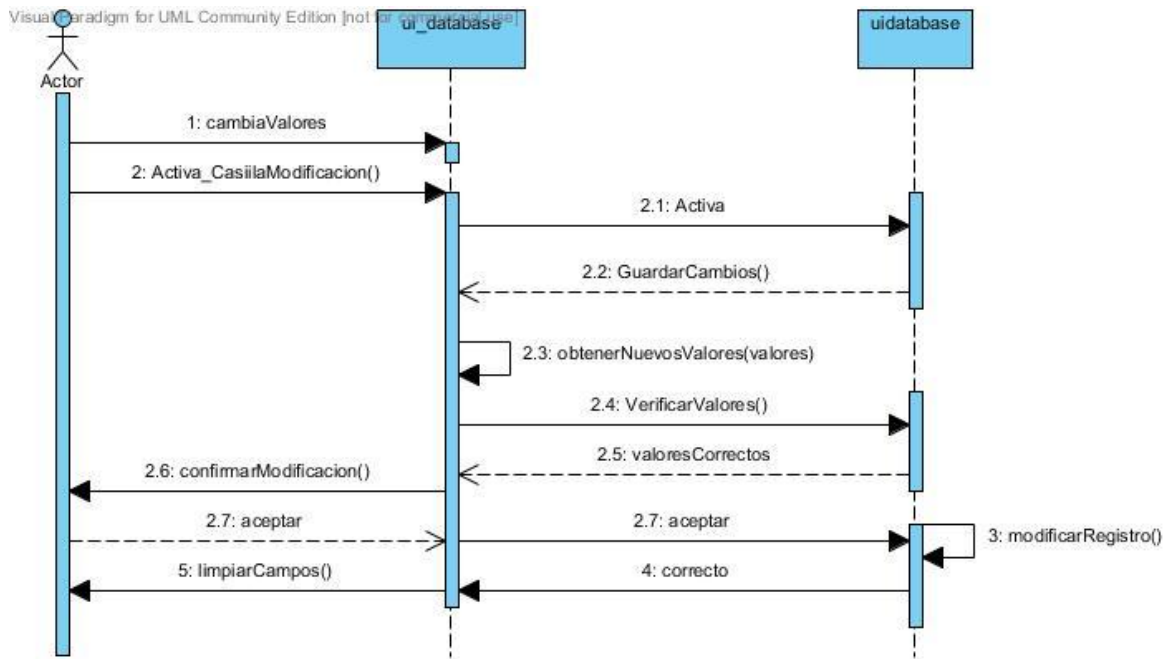 Visual Paradigm for UML Community Edition [not for commercial use]
ui_database
uidatabase
Actor
1: cambiaValores
2: Activa_CasiilaModificacion()
2.1: Activa
2.2: GuardarCambios()
2.3: obtenerNuevosValores(valores)
2.4: VerificarValores()
2.5: valoresCorrectos
2.6: confirmarModificacion()
2.7: aceptar
2.7: aceptar
3: modificarRegistro()
5: limpiarCampos()
4: correcto